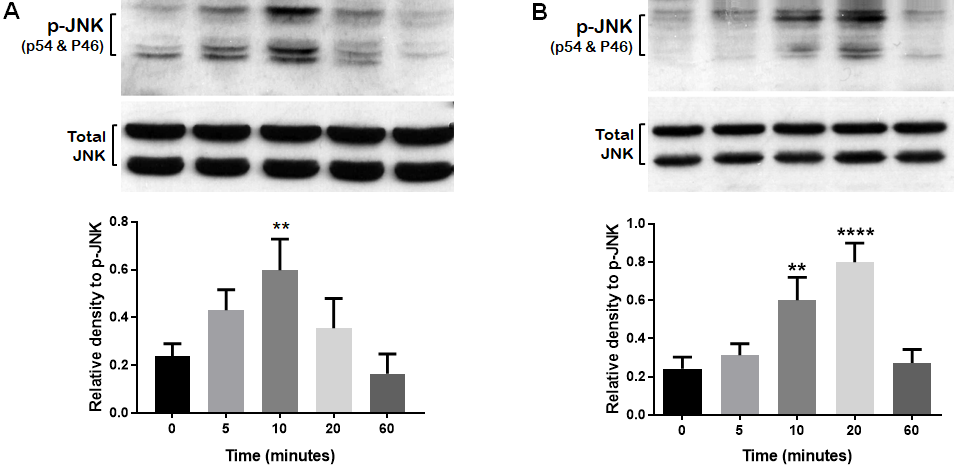 A
p-JNK
(p54 & P46)
Total
JNK
Relative density to p-JNK
0.8
0.6
0.4
0.2
0.0
**
0
5
10
20
60
Time (minutes)
B
p-JNK
(p54 & P46)
Total
JNK
Relative density to p-JNK
1.0
0.8
0.6
0.4
0.2
0.0
**
****
0
5
10
20
60
Time (minutes)